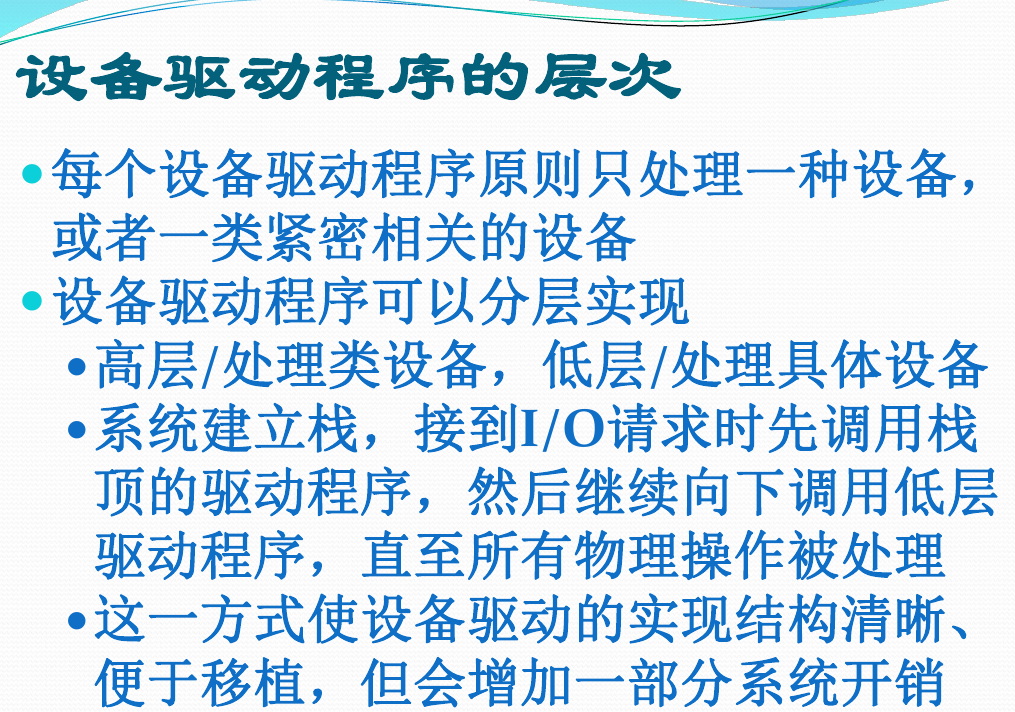 设备驱动程序的层次
•每个设备驱动程序原则只处理一种设备，
或者一类紧密相关的设备
•设备驱动程序可以分层实现
•高层/处理类设备，低层/处理具体设备
•系统建立栈，接到I/O请求时先调用栈
顶的驱动程序，然后继续向下调用低层
驱动程序，直至所有物理操作被处理
•这一方式使设备驱动的实现结构清晰、
便于移植，但会增加一部分系统开销